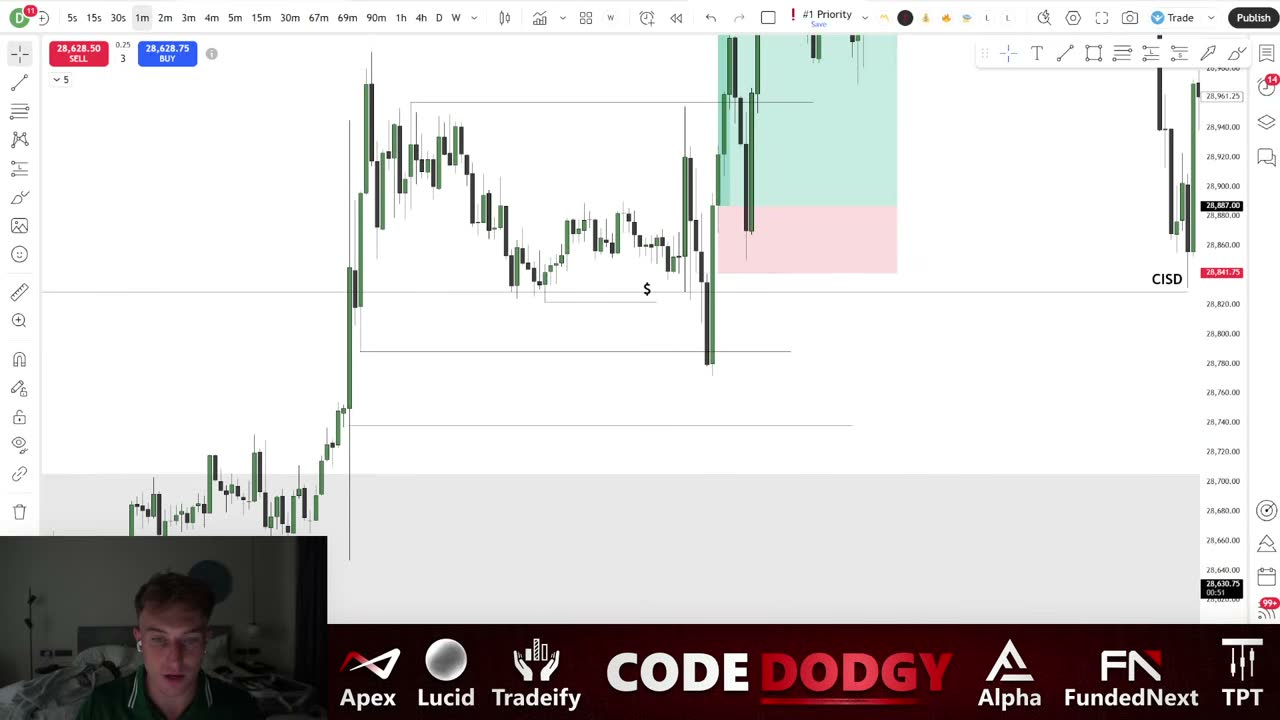 D 11
5s 15s 30s 1m 2m 3m 4m 5m 15m 30m 67m 69m 90m 1h 4h D W
W
#1 Priority
Save
Trade
Publish
28,628.50
SELL
0.25
3
28,628.75
BUY
5
14
28,961.25
28,940.00
28,920.00
28,900.00
28,887.00
28,880.00
28,860.00
28,841.75
CISD
$
28,820.00
28,800.00
28,780.00
28,760.00
28,740.00
28,720.00
28,700.00
28,680.00
28,660.00
28,640.00
28,630.75
00:51
99+
CODE DODGY
Apex
Lucid
Tradeify
Alpha
FundedNext
TPT